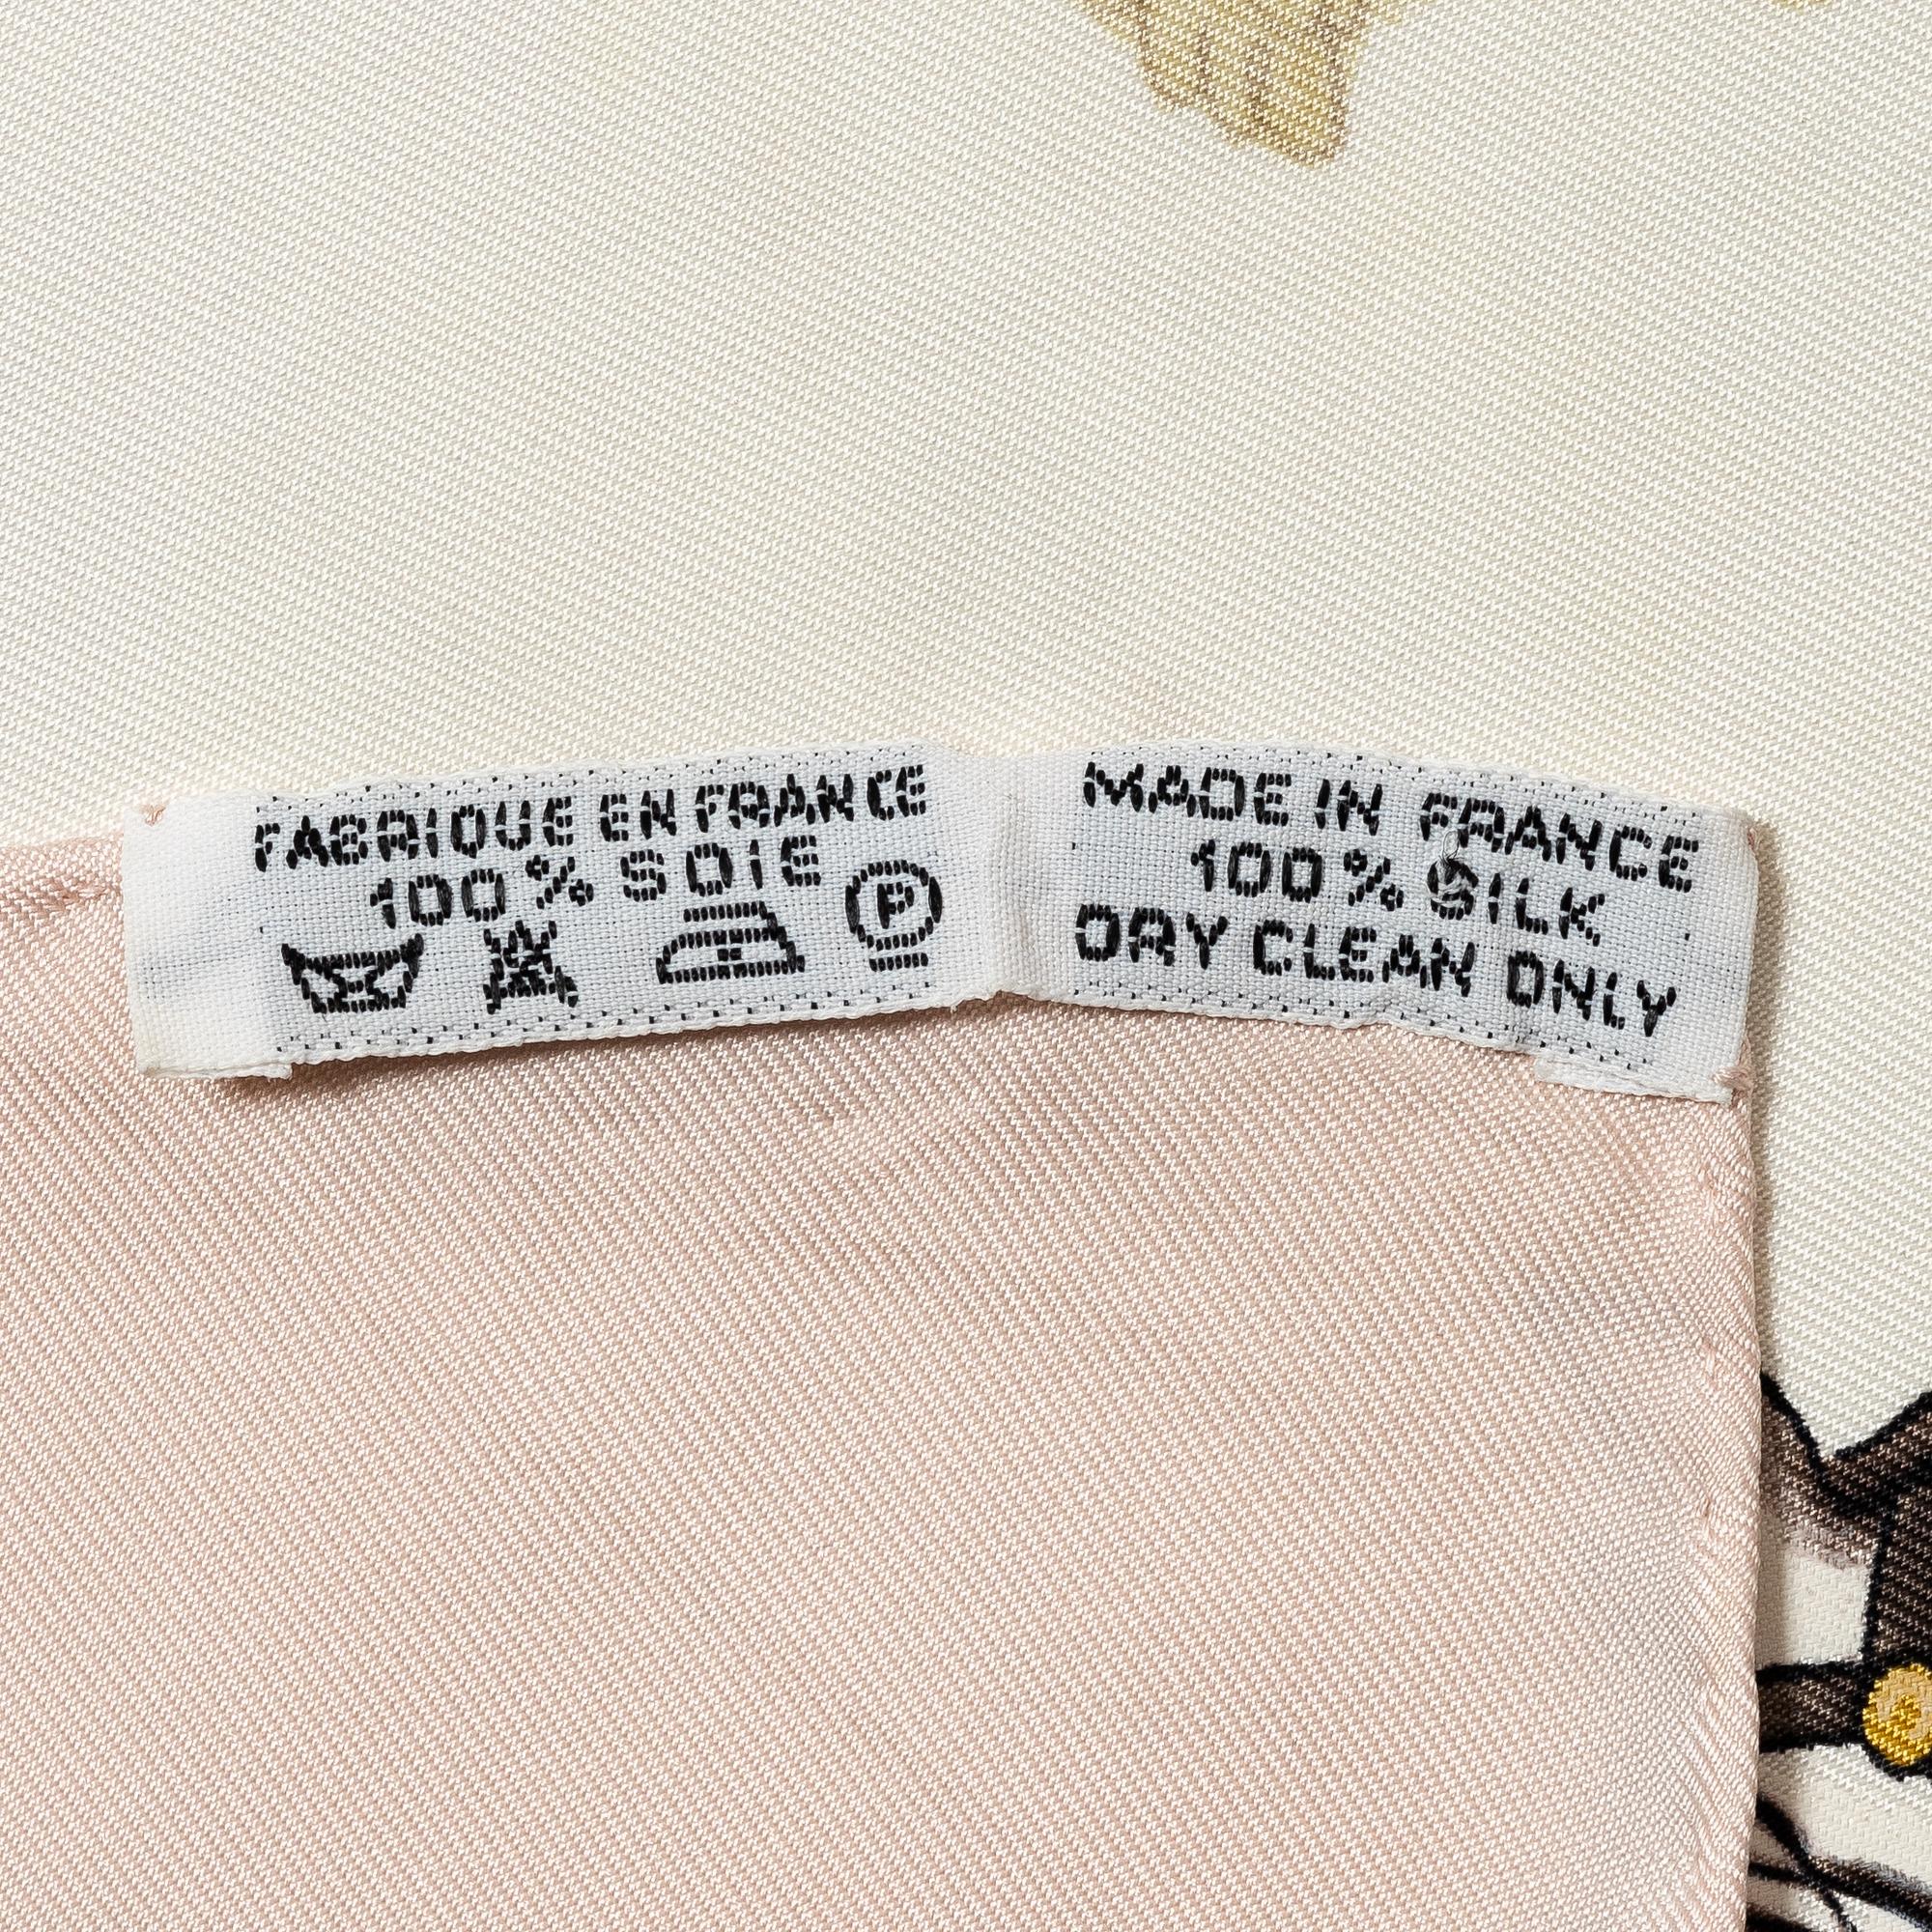 FABRIQUE EN FRANCE
100% SOIE
P
MADE IN FRANCE
100% SILK
DRY CLEAN ONLY